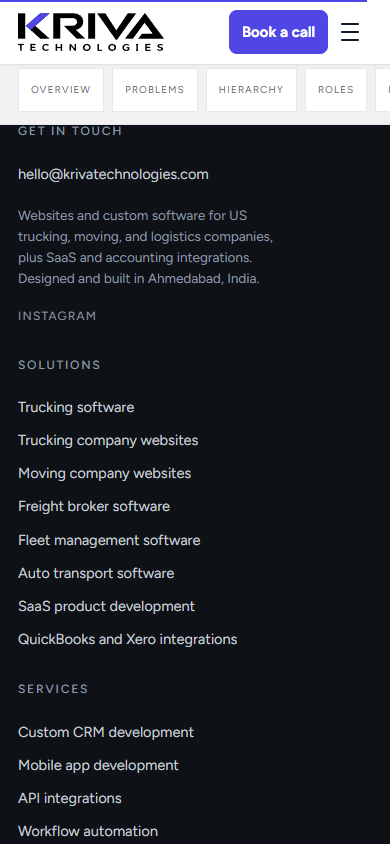 KRIVA
TECHNOLOGIES
Book a call
OVERVIEW
PROBLEMS
HIERARCHY
ROLES
GET IN TOUCH
hello@krivatechnologies.com
Websites and custom software for US
trucking, moving, and logistics companies,
plus SaaS and accounting integrations.
Designed and built in Ahmedabad, India.
INSTAGRAM
SOLUTIONS
Trucking software
Trucking company websites
Moving company websites
Freight broker software
Fleet management software
Auto transport software
SaaS product development
QuickBooks and Xero integrations
SERVICES
Custom CRM development
Mobile app development
API integrations
Workflow automation